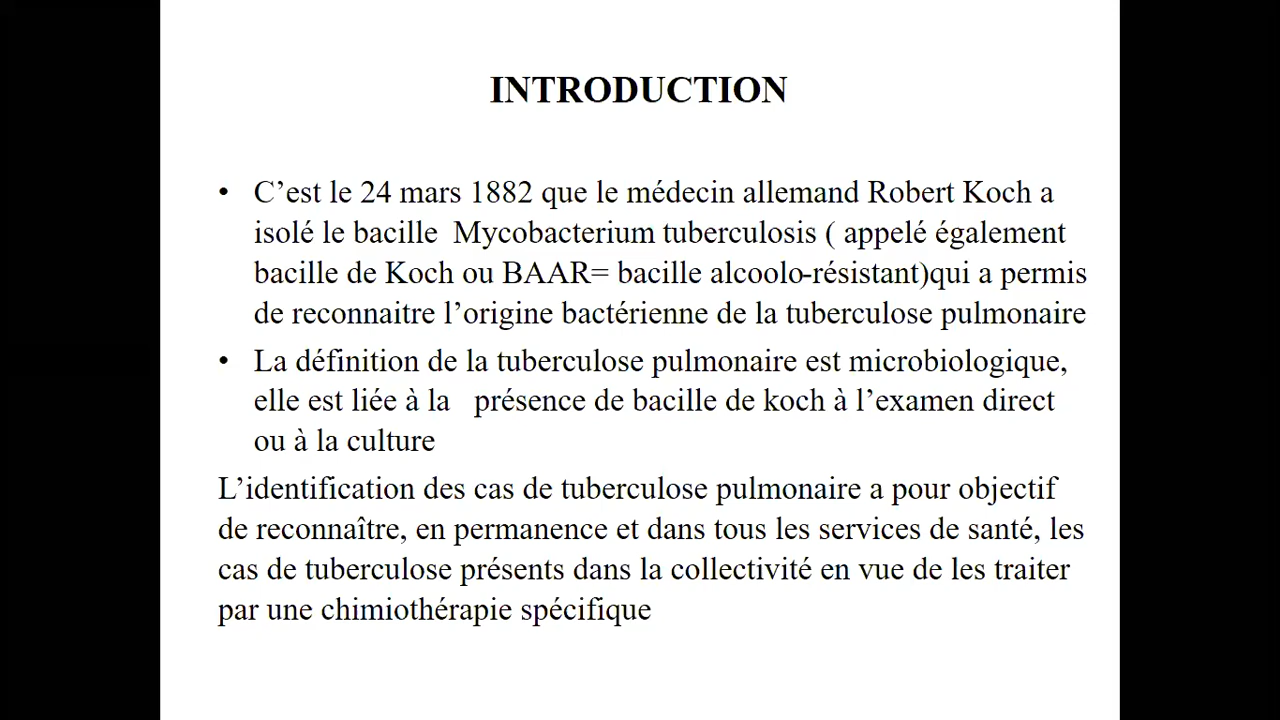 INTRODUCTION
• C’est le 24 mars 1882 que le médecin allemand Robert Koch a
isolé le bacille  Mycobacterium tuberculosis ( appelé également
bacille de Koch ou BAAR= bacille alcoolo-résistant)qui a permis
de reconnaitre l’origine bactérienne de la tuberculose pulmonaire
• La définition de la tuberculose pulmonaire est microbiologique,
elle est liée à la   présence de bacille de koch à l’examen direct
ou à la culture
L’identification des cas de tuberculose pulmonaire a pour objectif
de reconnaître, en permanence et dans tous les services de santé, les
cas de tuberculose présents dans la collectivité en vue de les traiter
par une chimiothérapie spécifique